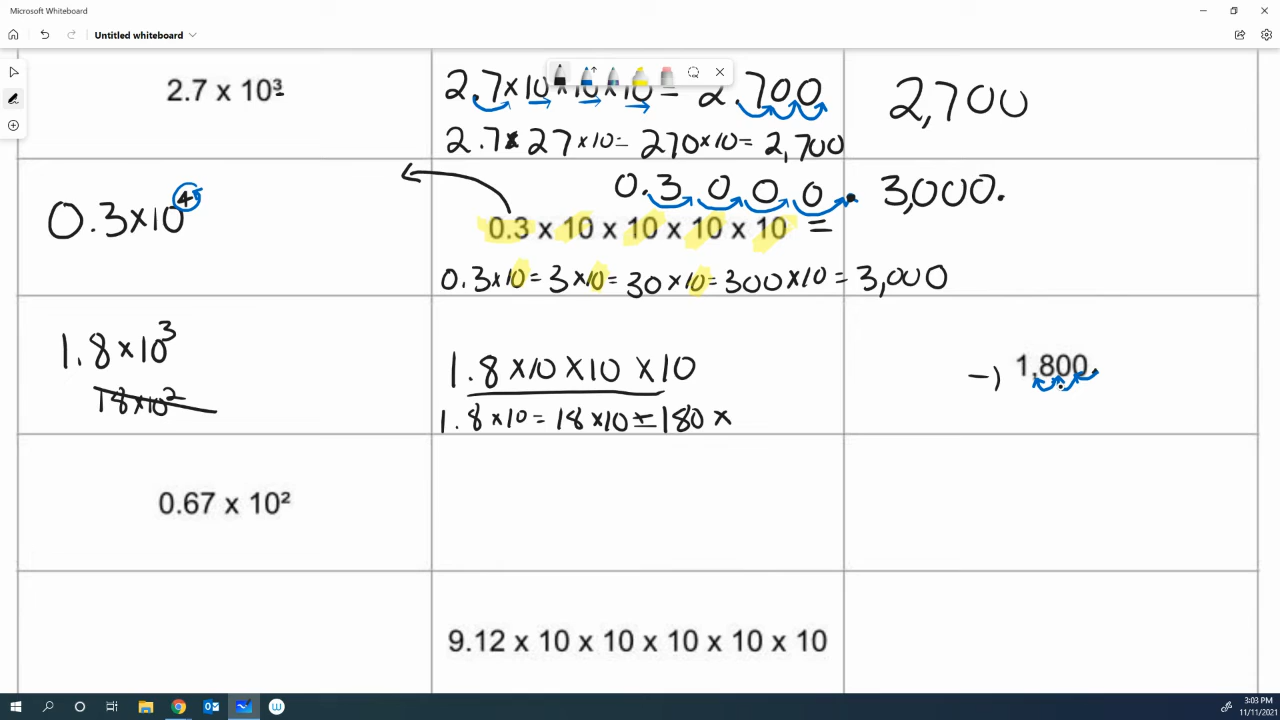 Microsoft Whiteboard
Untitled whiteboard
2.7 x 10³
2.7×10×10×10= 2.700
2,700
2.7× 27×10= 270×10= 2,700
0.3×10⁴
0.3000. 3,000.
0.3 x 10 x 10 x 10 x 10 =
0.3×10=3×10=30×10=300×10=3,000
1.8×10³
18×10²
1.8×10×10×10
1.8×10=18×10=180×
→) 1,800.
0.67 x 10²
9.12 x 10 x 10 x 10 x 10 x 10
3:03 PM
11/11/2021